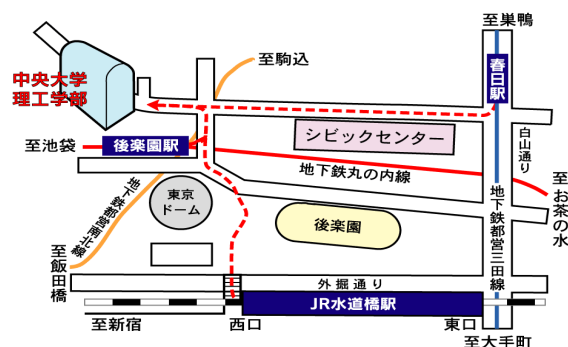 至巣鴨
至駒込
中央大学
理工学部
春日駅
シビックセンター
白山通り
至池袋
後楽園駅
地下鉄丸の内線
至お茶の水
東京
ドーム
地下鉄都営南北線
地下鉄都営三田線
後楽園
至飯田橋
外掘通り
JR水道橋駅
至新宿
西口
東口
至大手町